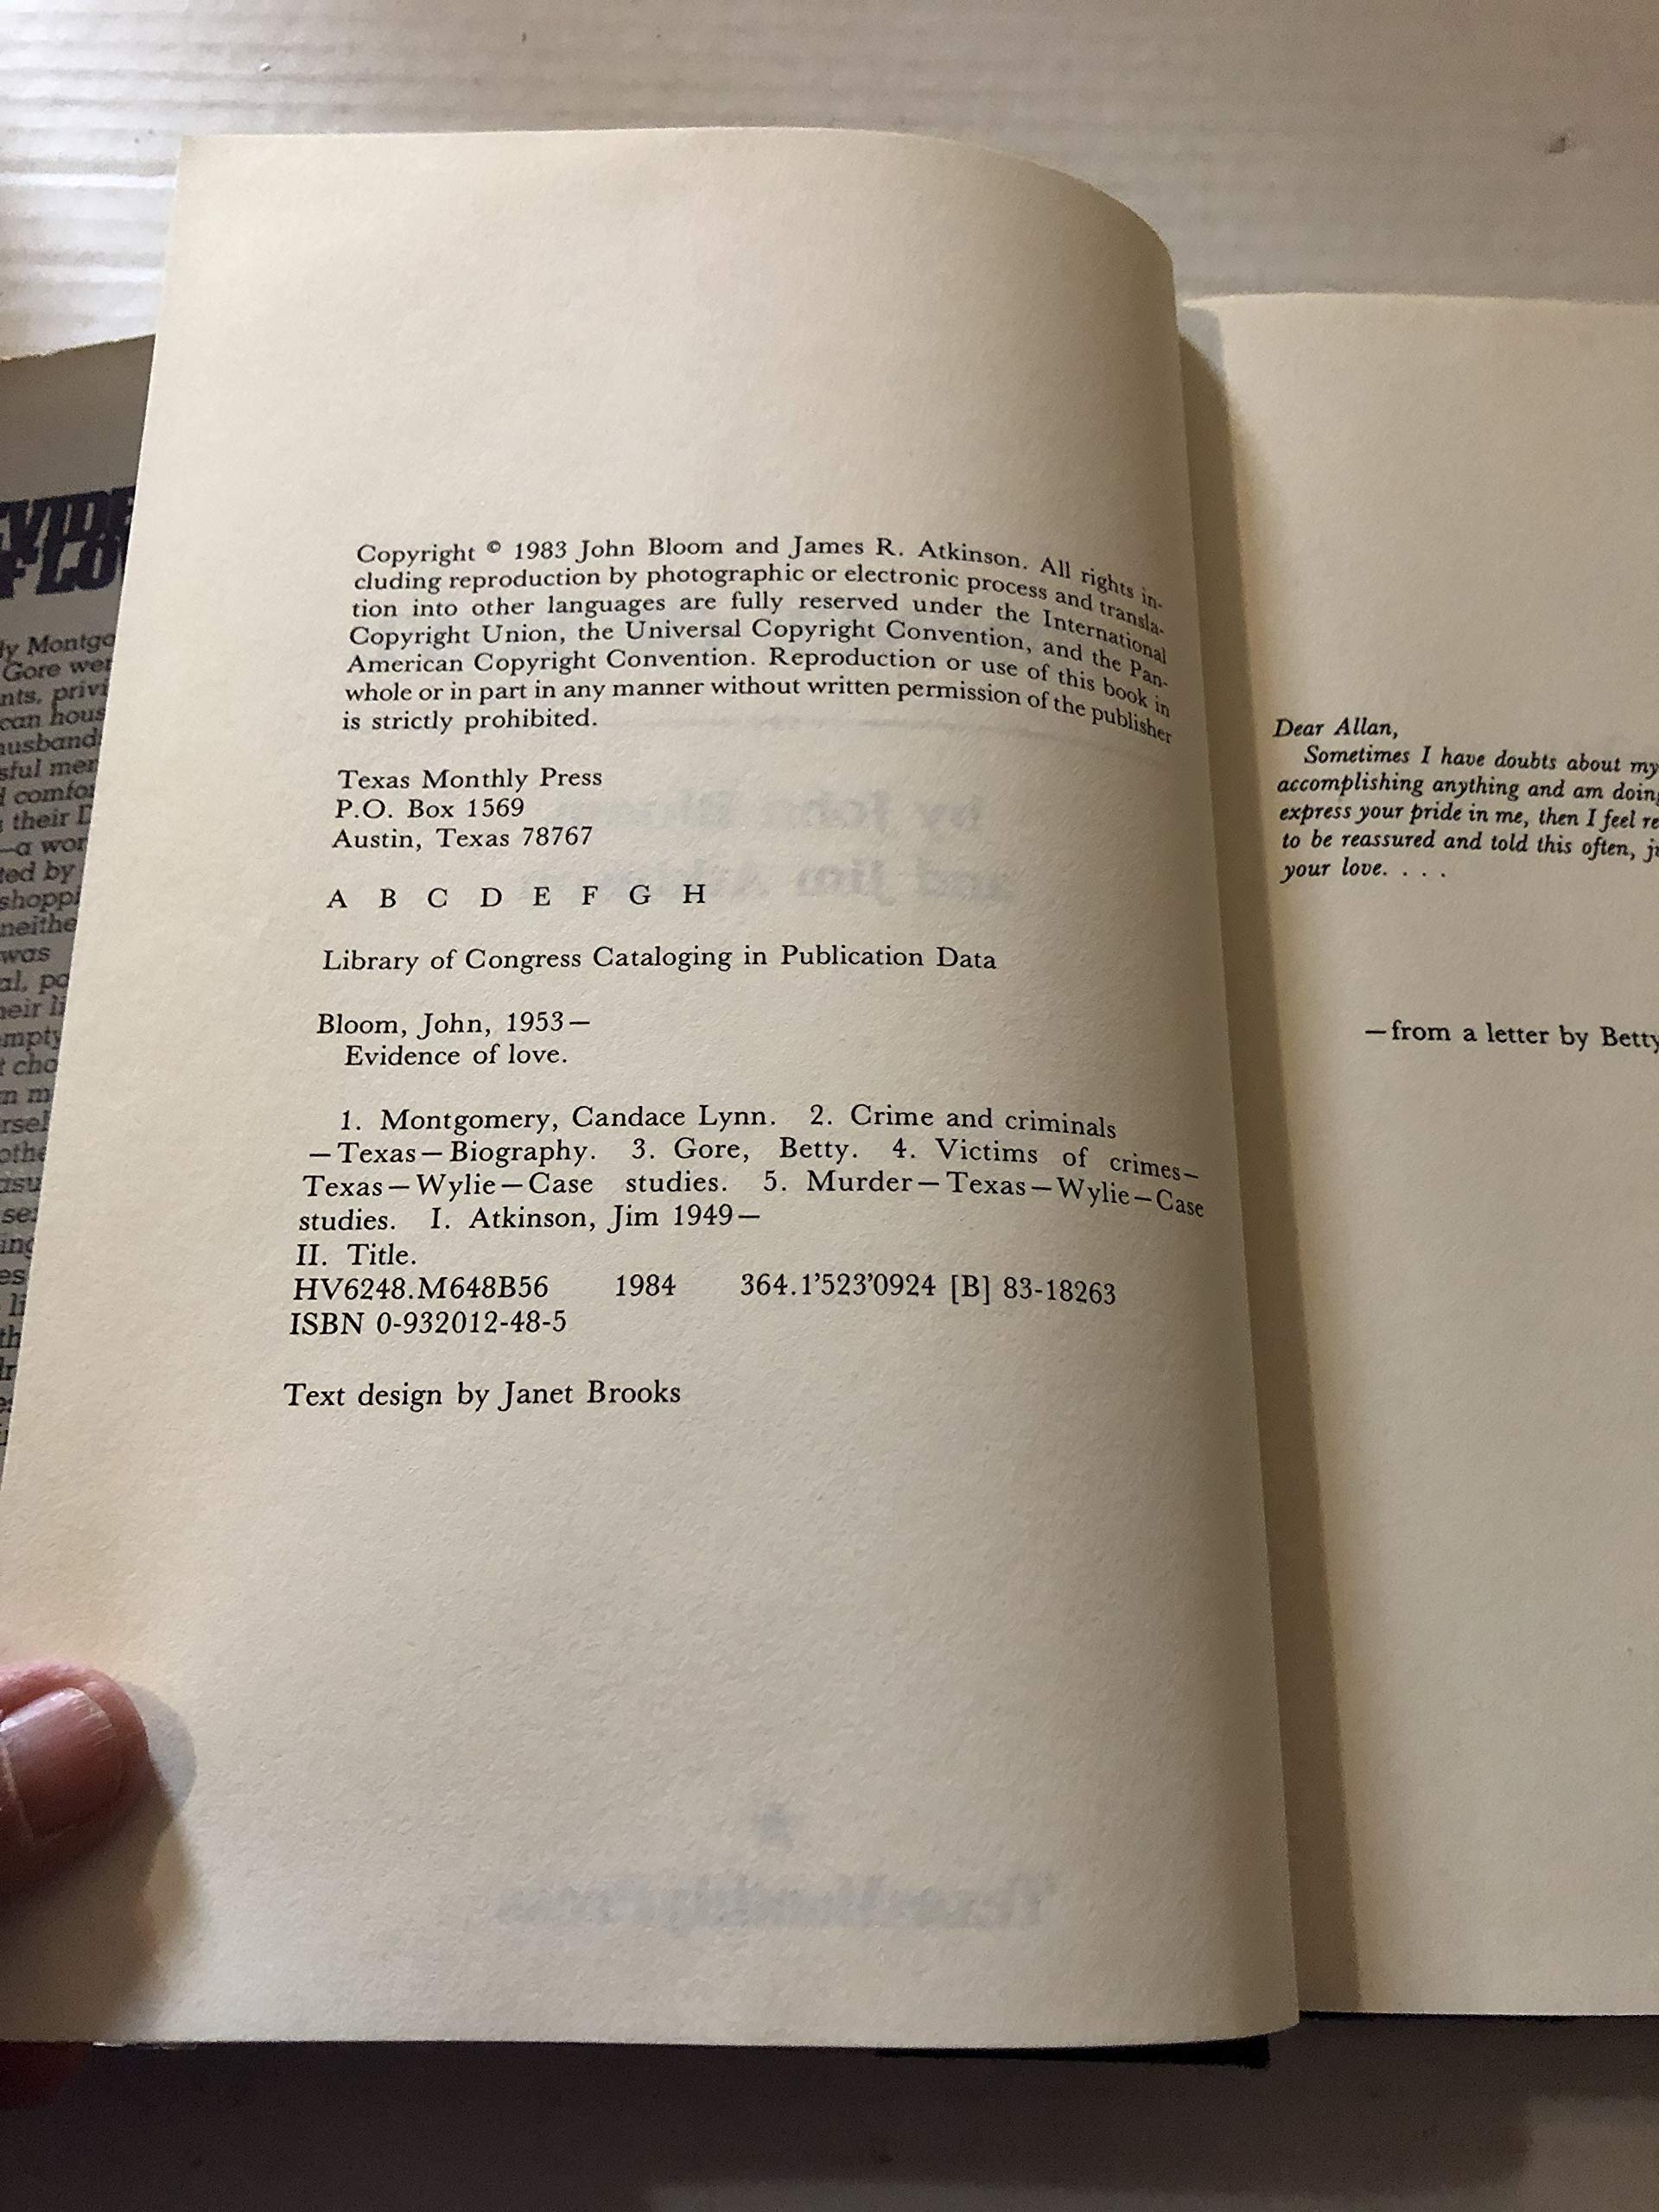 Copyright © 1983 John Bloom and James R. Atkinson. All rights in-
cluding reproduction by photographic or electronic process and transla-
tion into other languages are fully reserved under the International
Copyright Union, the Universal Copyright Convention, and the Pan-
American Copyright Convention. Reproduction or use of this book in
whole or in part in any manner without written permission of the publisher
is strictly prohibited.
Texas Monthly Press
P.O. Box 1569
Austin, Texas 78767
A B C D E F G H
Library of Congress Cataloging in Publication Data
Bloom, John, 1953—
Evidence of love.
1. Montgomery, Candace Lynn. 2. Crime and criminals
—Texas—Biography. 3. Gore, Betty. 4. Victims of crimes—
Texas—Wylie—Case studies. 5. Murder—Texas—Wylie—Case
studies. I. Atkinson, Jim 1949—
II. Title.
HV6248.M648B56 1984 364.1’523’0924 [B] 83-18263
ISBN 0-932012-48-5
Text design by Janet Brooks
Dear Allan,
Sometimes I have doubts about my
accomplishing anything and am doing
express your pride in me, then I feel
to be reassured and told this often,
your love. . . .
—from a letter by Betty
Gore
privi
can hous
husband
their
was